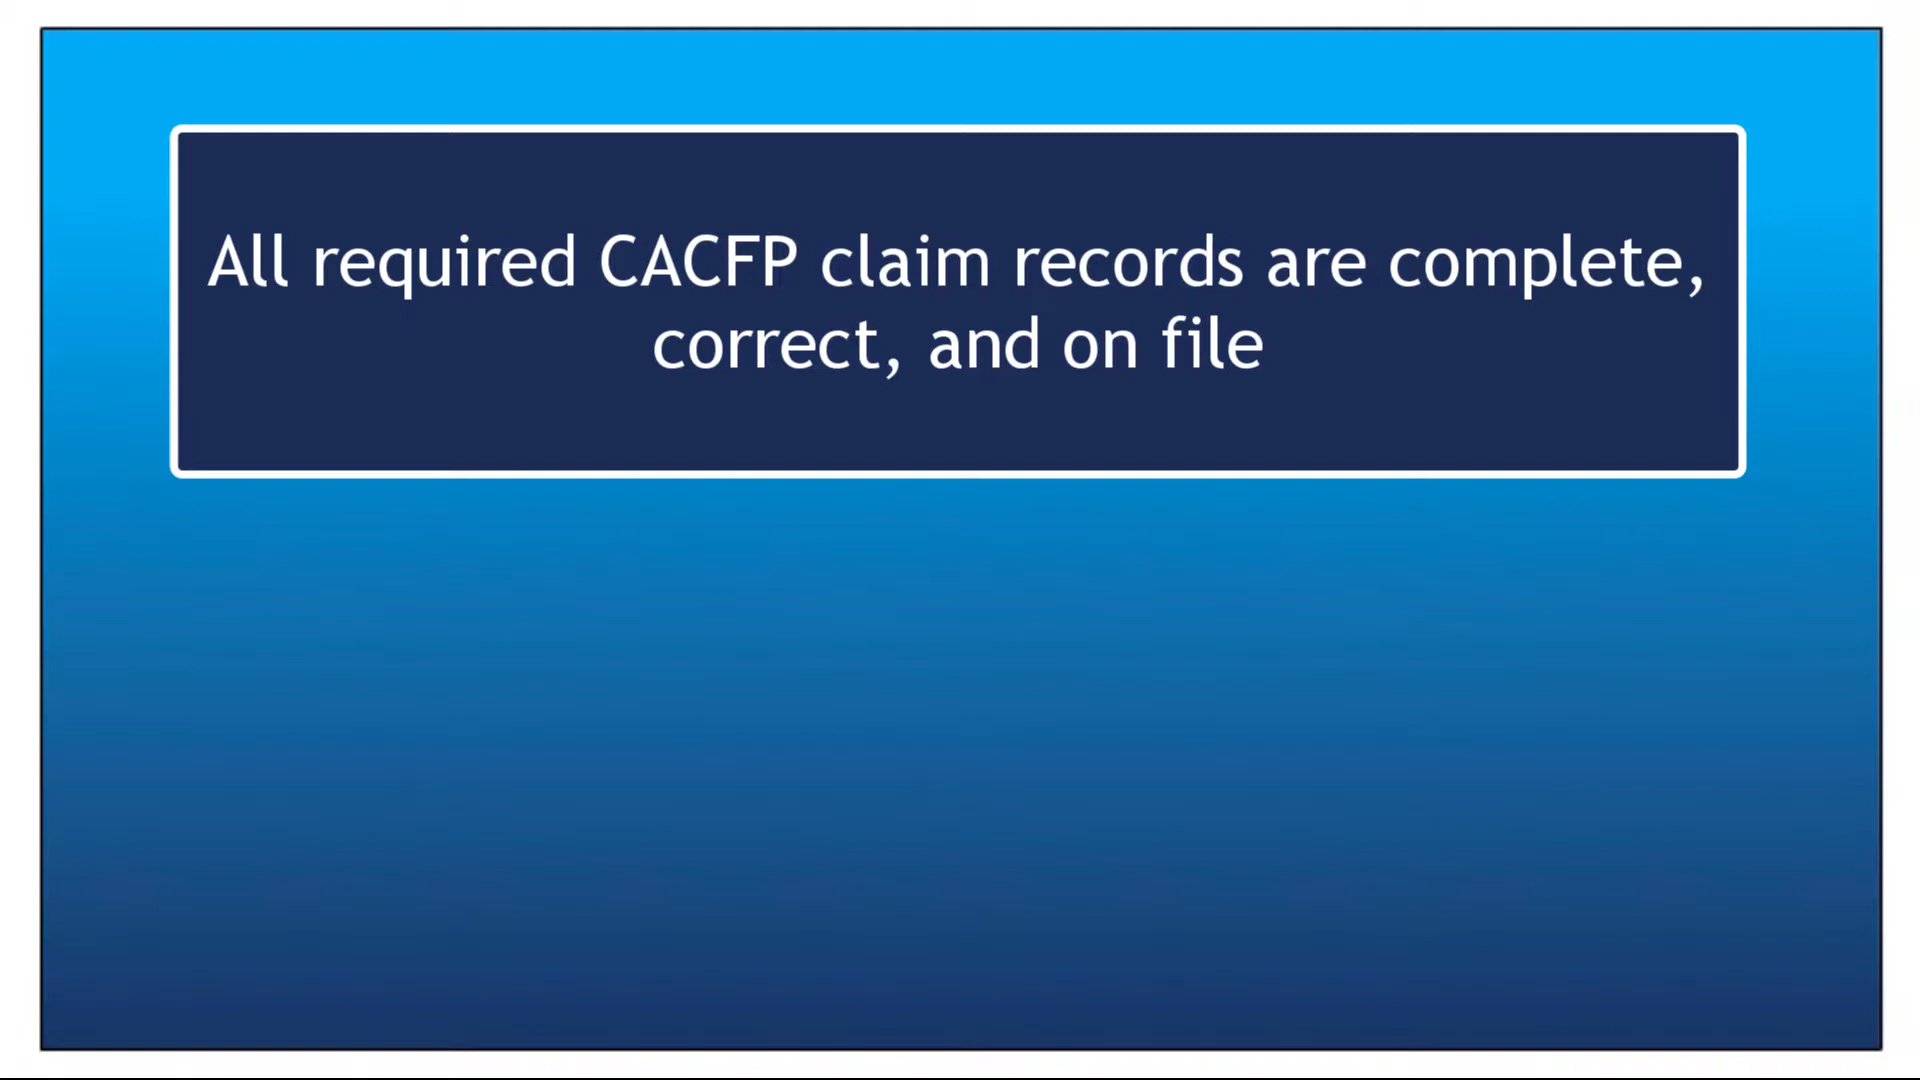 All required CACFP claim records are complete,
correct, and on file